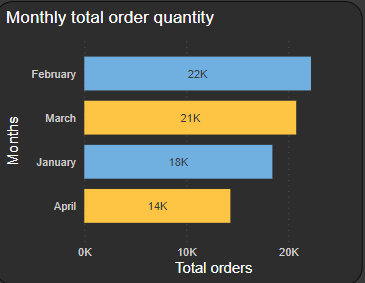 Monthly total order quantity
Months
February 22K
March 21K
January 18K
April 14K
0K 10K 20K
Total orders